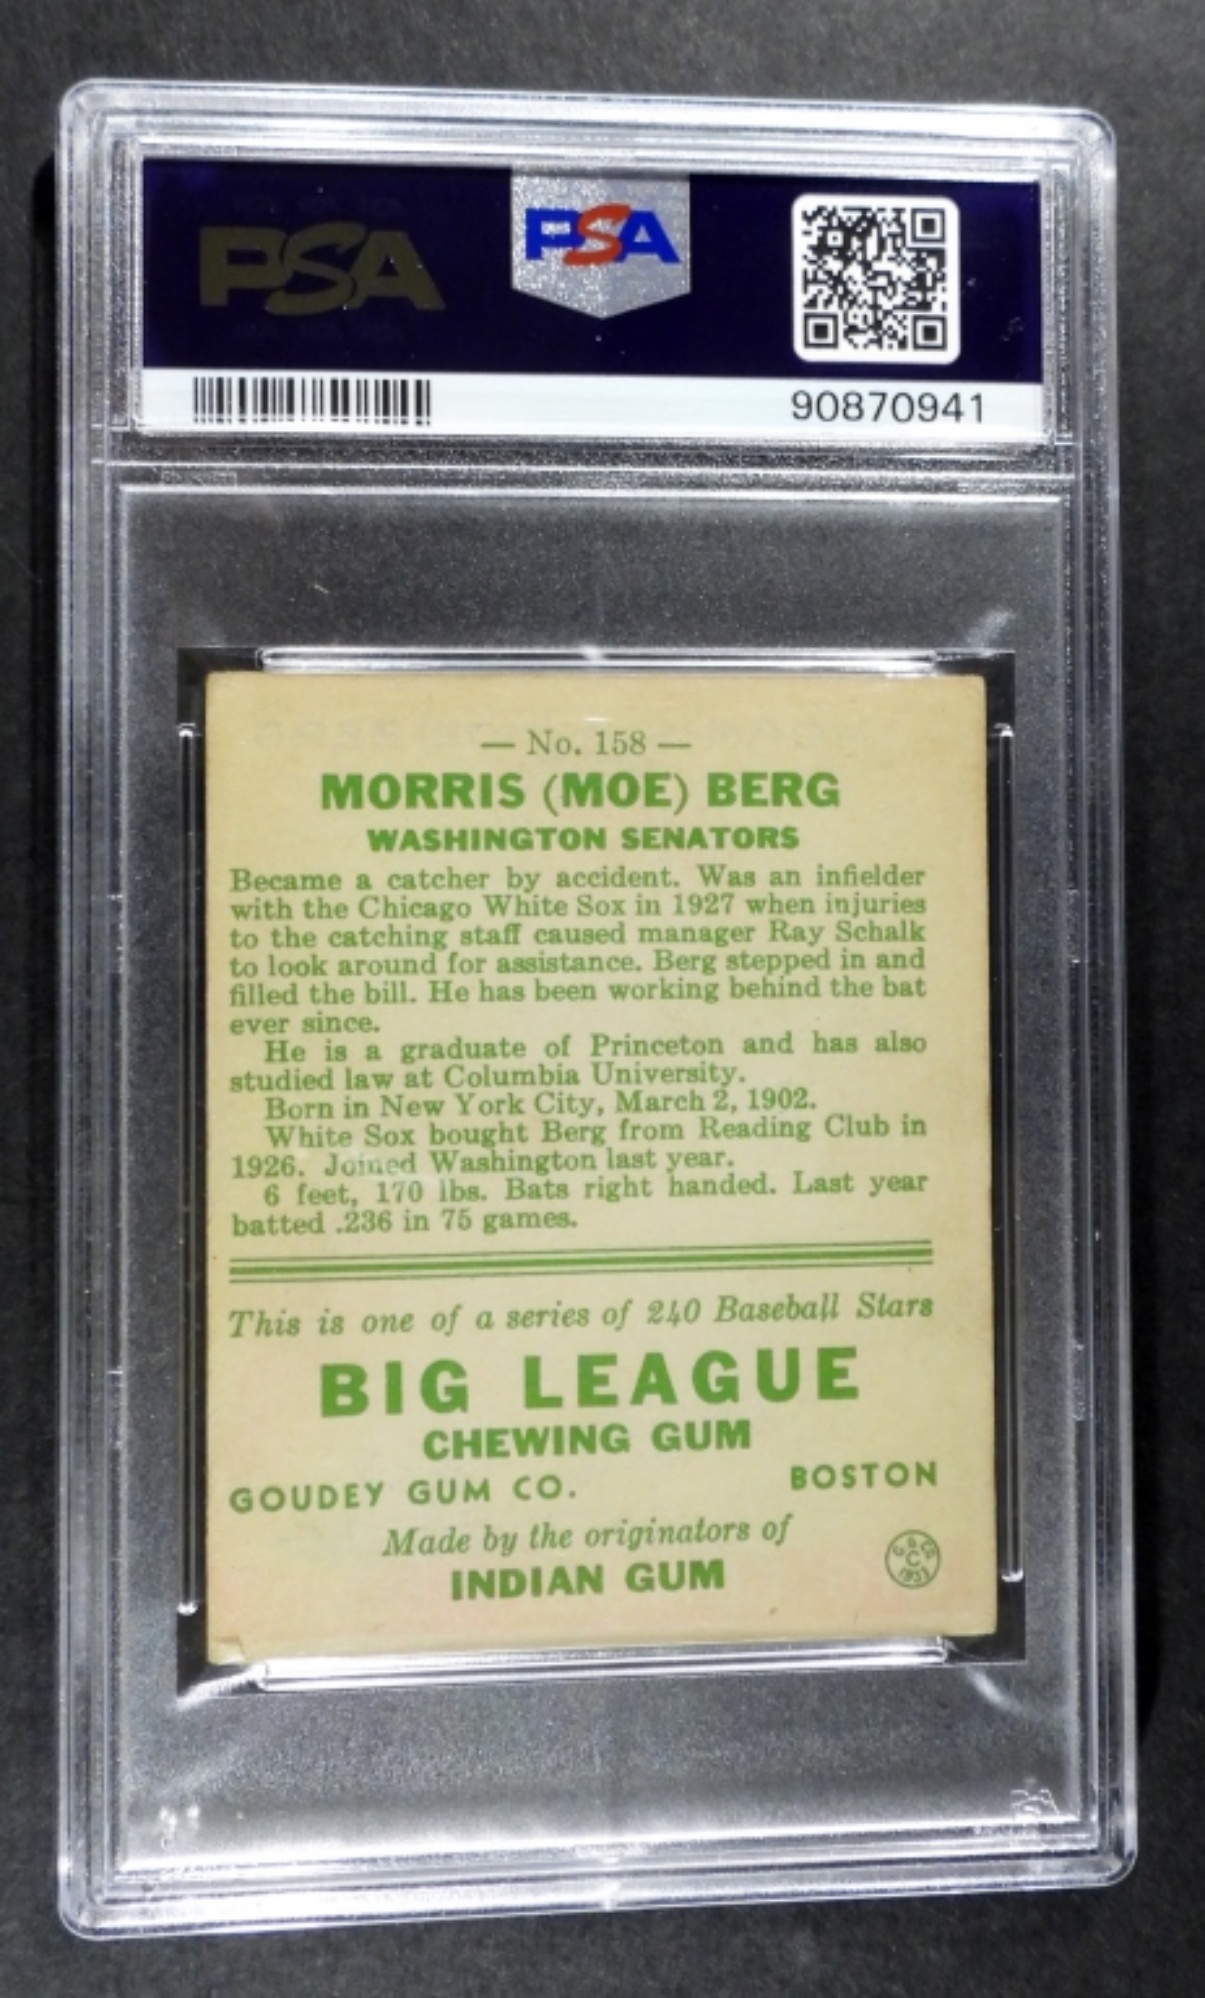 PSA
PSA
90870941
— No. 158 —
MORRIS (MOE) BERG
WASHINGTON SENATORS
Became a catcher by accident. Was an infielder
with the Chicago White Sox in 1927 when injuries
to the catching staff caused manager Ray Schalk
to look around for assistance. Berg stepped in and
filled the bill. He has been working behind the bat
ever since.
He is a graduate of Princeton and has also
studied law at Columbia University.
Born in New York City, March 2, 1902.
White Sox bought Berg from Reading Club in
1926. Joined Washington last year.
6 feet, 170 lbs. Bats right handed. Last year
batted .236 in 75 games.
This is one of a series of 240 Baseball Stars
BIG LEAGUE
CHEWING GUM
GOUDEY GUM CO. BOSTON
Made by the originators of
INDIAN GUM
PSA